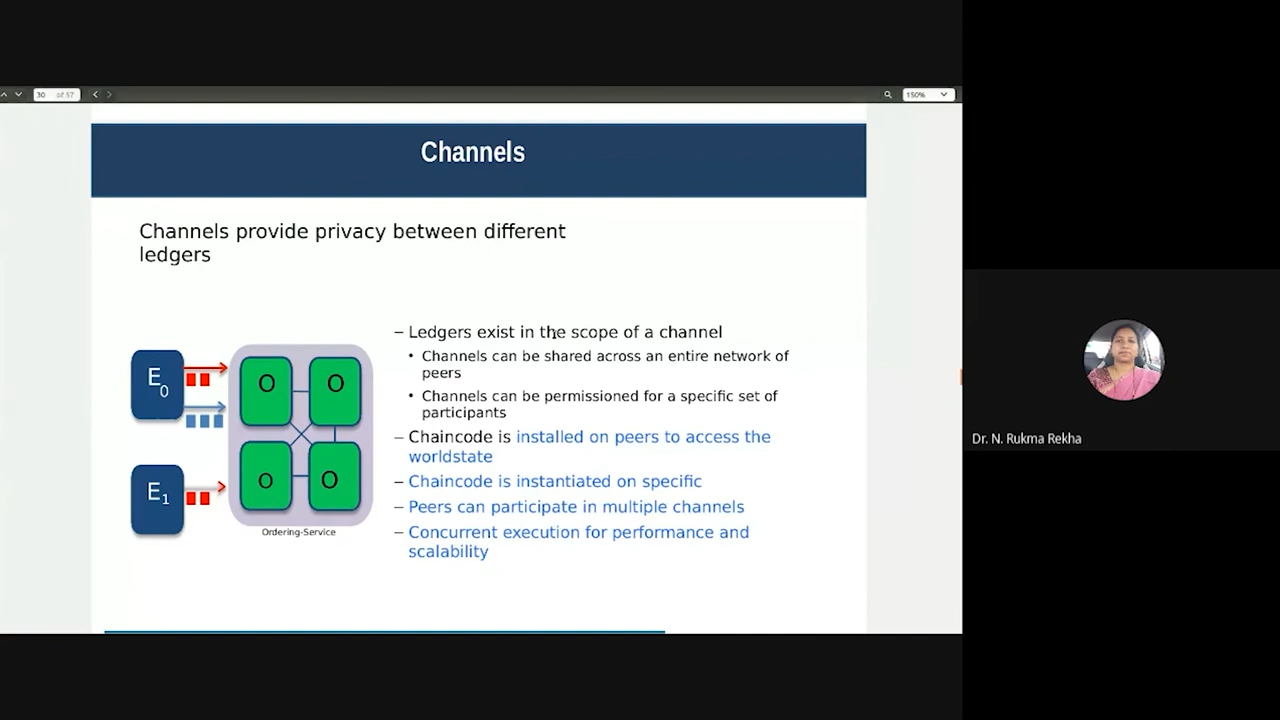 30 of 57
150%
Channels
Channels provide privacy between different
ledgers
– Ledgers exist in the scope of a channel
• Channels can be shared across an entire network of
peers
• Channels can be permissioned for a specific set of
participants
– Chaincode is installed on peers to access the
worldstate
– Chaincode is instantiated on specific
– Peers can participate in multiple channels
– Concurrent execution for performance and
scalability
E0
E1
O O
O O
Ordering-Service
Dr. N. Rukma Rekha